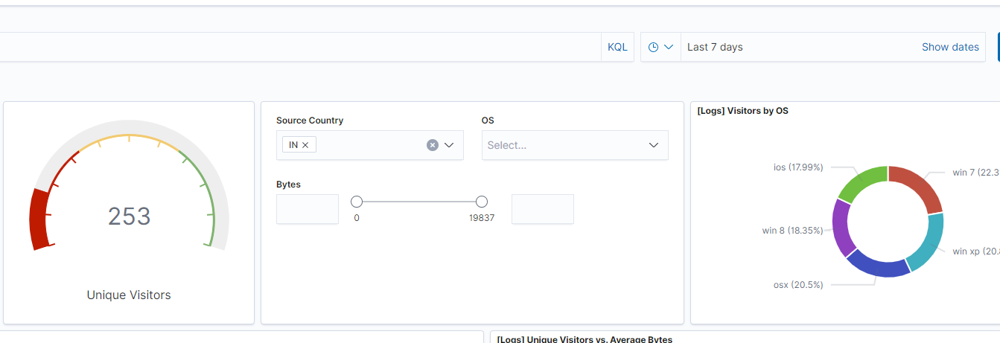 KQL
Last 7 days
Show dates
253
Unique Visitors
Source Country
IN
OS
Select...
Bytes
0
19837
[Logs] Visitors by OS
ios (17.99%)
win 7 (22.3
win 8 (18.35%)
win xp (20.
osx (20.5%)
[Logs] Unique Visitors vs. Average Bytes